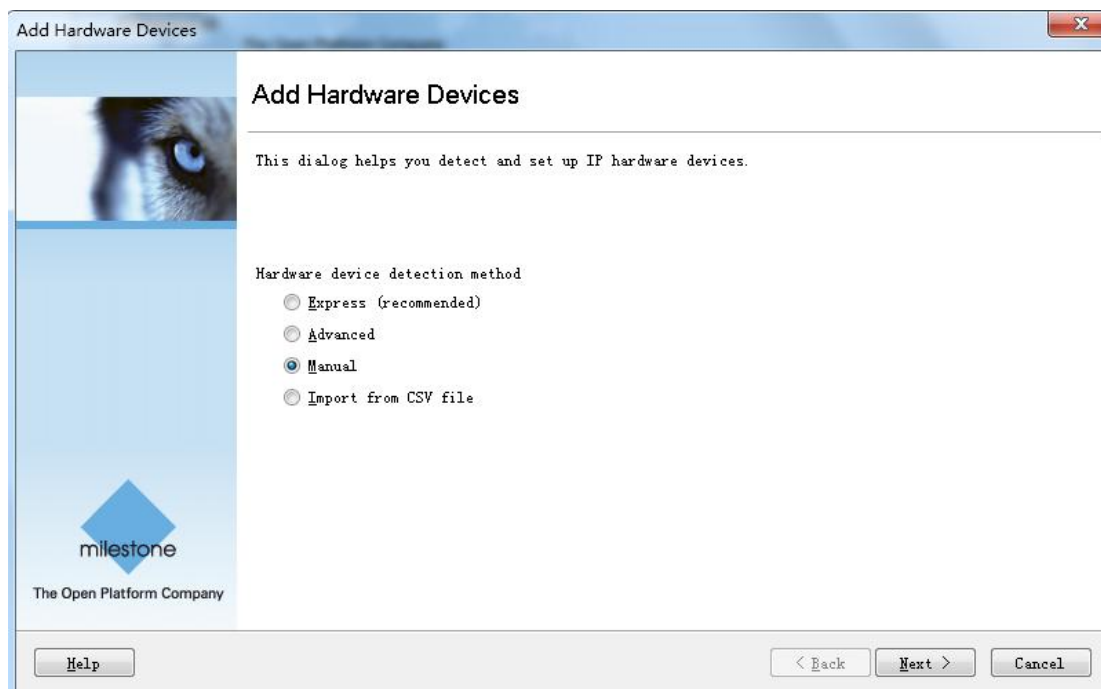 Add Hardware Devices
Add Hardware Devices
This dialog helps you detect and set up IP hardware devices.
Hardware device detection method
Express (recommended)
Advanced
Manual
Import from CSV file
milestone
The Open Platform Company
Help
< Back
Next >
Cancel